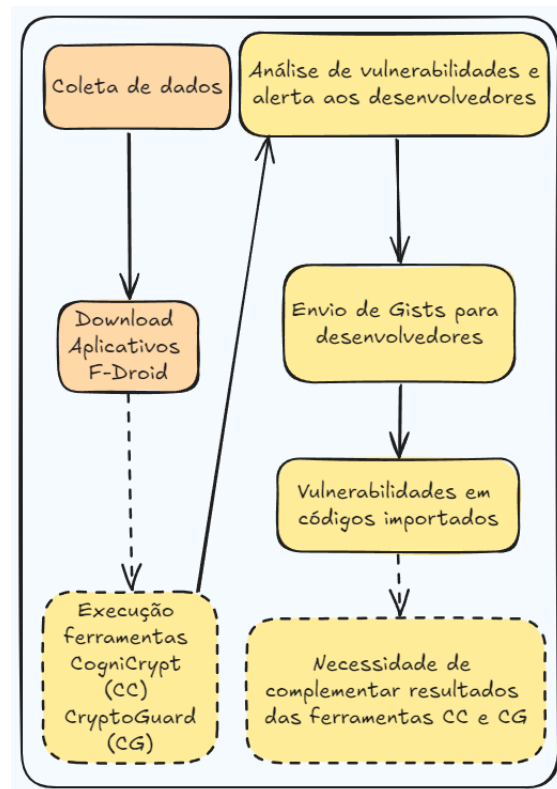 Coleta de dados
Download
Aplicativos
F-Droid
Execução
ferramentas
CogniCrypt
(CC)
CryptoGuard
(CG)
Análise de vulnerabilidades e
alerta aos desenvolvedores
Envio de Gists para
desenvolvedores
Vulnerabilidades em
códigos importados
Necessidade de
complementar resultados
das ferramentas CC e CG